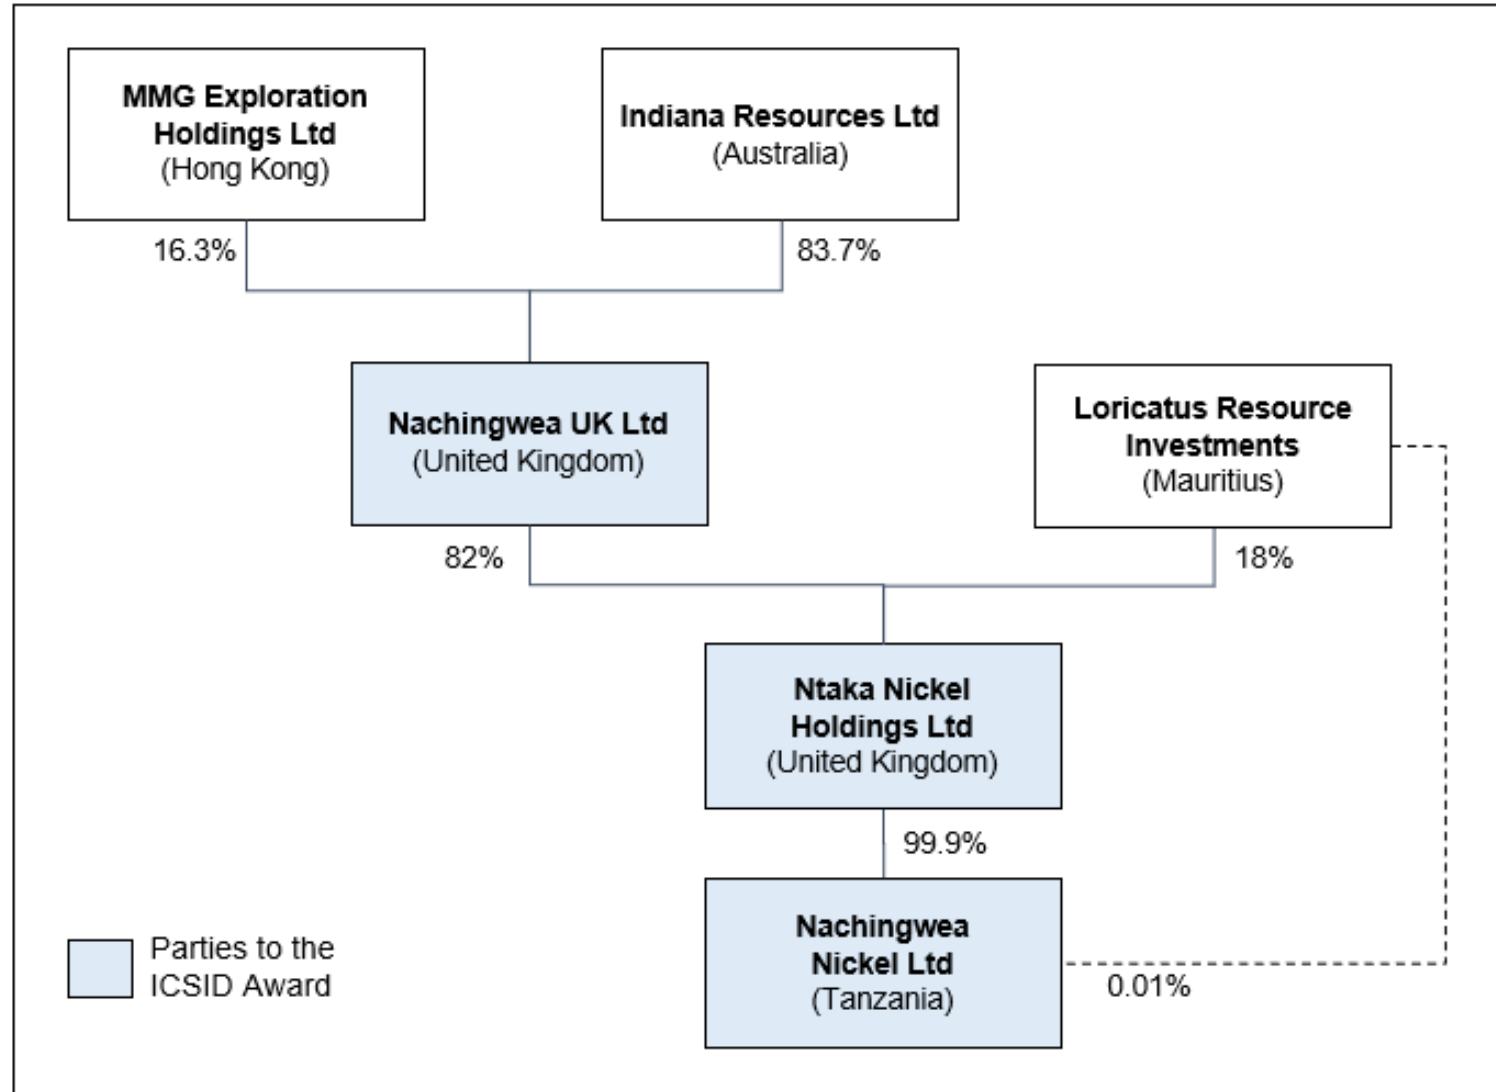 MMG Exploration
Holdings Ltd
(Hong Kong)
Indiana Resources Ltd
(Australia)
16.3%
83.7%
Nachingwea UK Ltd
(United Kingdom)
Loricatus Resource
Investments
(Mauritius)
82%
18%
Ntaka Nickel
Holdings Ltd
(United Kingdom)
99.9%
Nachingwea
Nickel Ltd
(Tanzania)
0.01%
Parties to the
ICSID Award